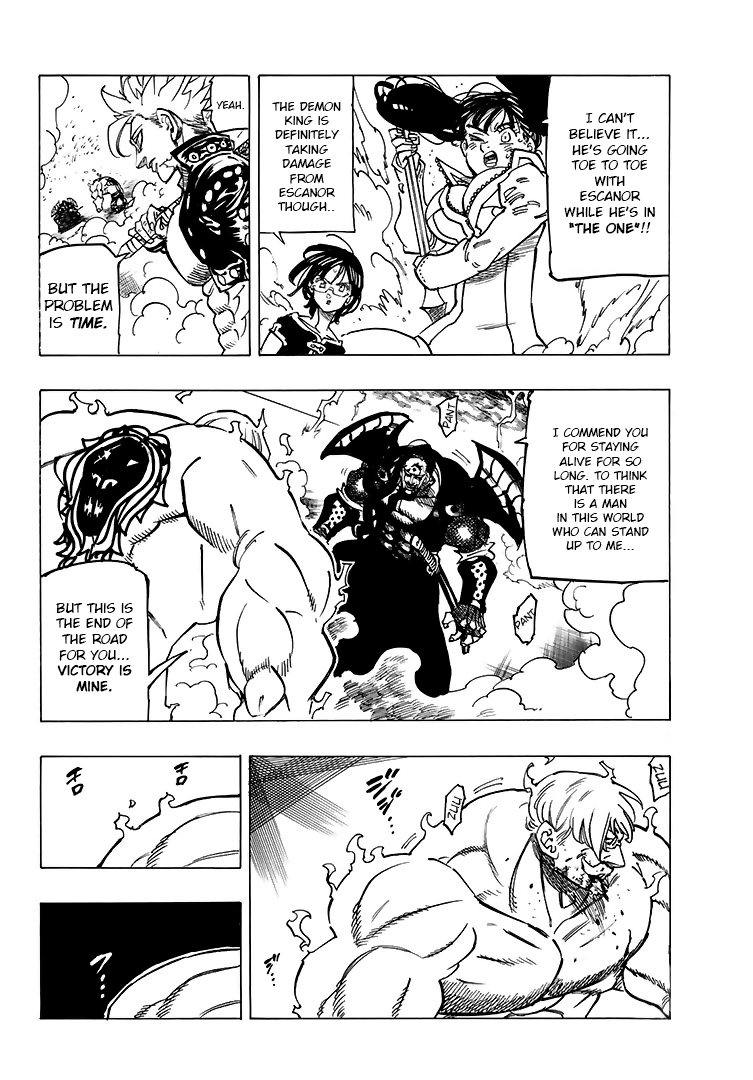 I CAN'T
BELIEVE IT...
HE'S GOING
TOE TO TOE
WITH
ESCANOR
WHILE HE'S IN
"THE ONE"!!
THE DEMON
KING IS
DEFINITELY
TAKING
DAMAGE
FROM
ESCANOR
THOUGH..
YEAH.
BUT THE
PROBLEM
IS TIME.
PANT
I COMMEND YOU
FOR STAYING
ALIVE FOR SO
LONG. TO THINK
THAT THERE
IS A MAN
IN THIS WORLD
WHO CAN STAND
UP TO ME...
PANT
BUT THIS IS
THE END OF
THE ROAD
FOR YOU...
VICTORY IS
MINE.
ZUU
ZUU
チロ
チロ
フ…